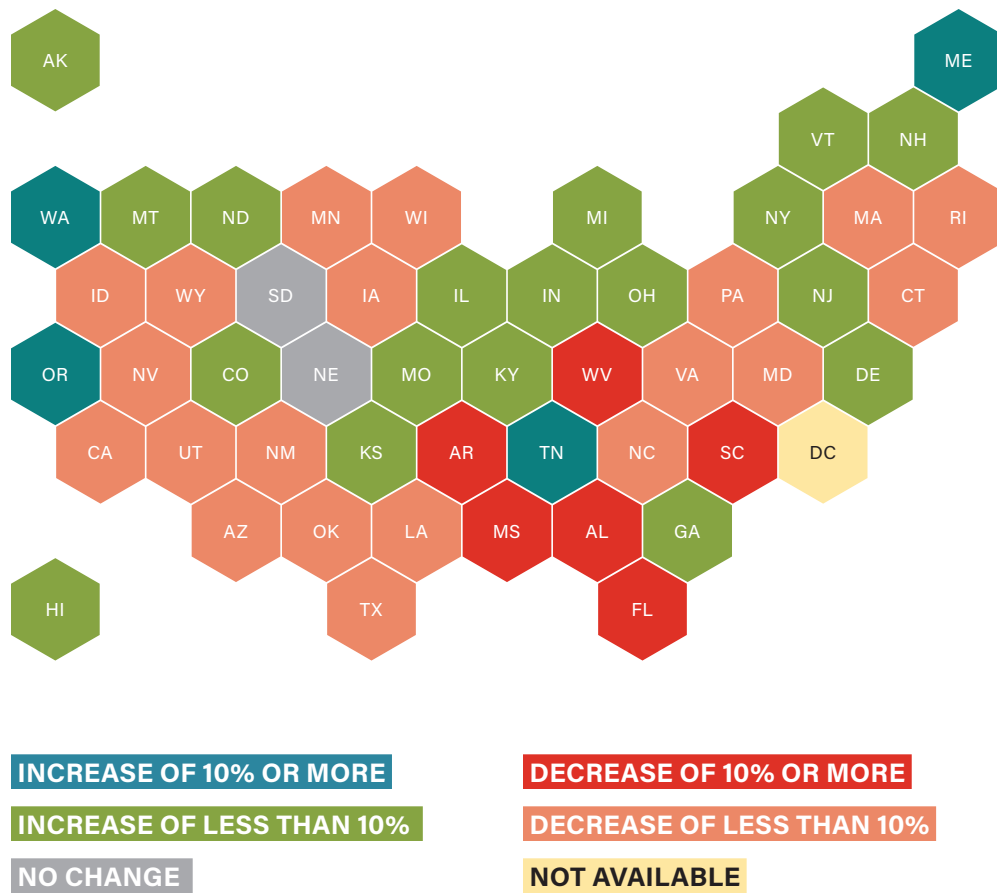 AK ME
VT NH
WA MT ND MN WI MI NY MA RI
ID WY SD IA IL IN OH PA NJ CT
OR NV CO NE MO KY WV VA MD DE
CA UT NM KS AR TN NC SC DC
AZ OK LA MS AL GA
HI TX FL
INCREASE OF 10% OR MORE
INCREASE OF LESS THAN 10%
NO CHANGE
DECREASE OF 10% OR MORE
DECREASE OF LESS THAN 10%
NOT AVAILABLE